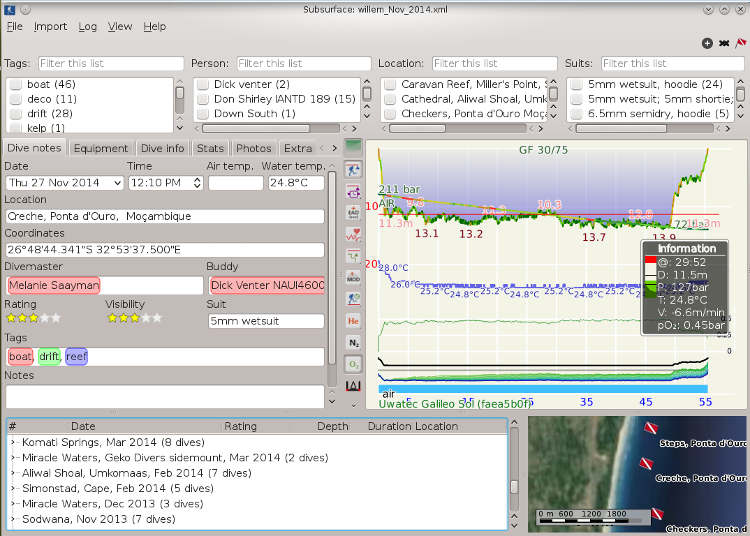 Subsurface: willem_Nov_2014.xml
File Import Log View Help
Tags: Filter this list Person: Filter this list Location: Filter this list Suits: Filter this list
boat (46) Dick venter (2) Caravan Reef, Miller's Point, S 5mm wetsuit, hoodie (24)
deco (11) Don Shirley IANTD 189 (15) Cathedral, Aliwal Shoal, Umk 5mm wetsuit; 5mm shortie;
drift (28) Down South (1) Checkers, Ponta d'Ouro Moça 6.5mm semidry, hoodie (5)
kelp (1)
Dive notes Equipment Dive info Stats Photos Extra
Date Time Air temp. Water temp.
Thu 27 Nov 2014 12:10 PM 24.8°C
Location
Creche, Ponta d'Ouro, Moçambique
Coordinates
26°48'44.341"S 32°53'37.500"E
Divemaster Buddy
Melanie Saayman Dick Venter NAUI4600
Rating Visibility Suit
5mm wetsuit
Tags
boat, drift, reef
Notes
EAD
MOD
He
N₂
O₂
GF 30/75
211 bar
AIR
10
11.3m 11.3m
10.3
13.1 13.2 13.7 13.9
20
28.0°C
26.0°C
25.2°C 24.8°C 25.2°C 24.8°C 25.2°C 24.8°C
Information
@: 29:52
D: 11.5m
P: 127bar
T: 24.8°C
V: -6.6m/min
pO₂: 0.45bar
0
air
5 15 25 35 45 55
Uwatec Galileo Sol (faea5b0f)
# Date Rating Depth Duration Location
Komati Springs, Mar 2014 (8 dives)
Miracle Waters, Geko Divers sidemount, Mar 2014 (2 dives)
Aliwal Shoal, Umkomaas, Feb 2014 (7 dives)
Simonstad, Cape, Feb 2014 (5 dives)
Miracle Waters, Dec 2013 (3 dives)
Sodwana, Nov 2013 (7 dives)
Steps, Ponta d'Ouro
Creche, Ponta d'Ouro
0 m 600 1200 1800
Checkers, Ponta d